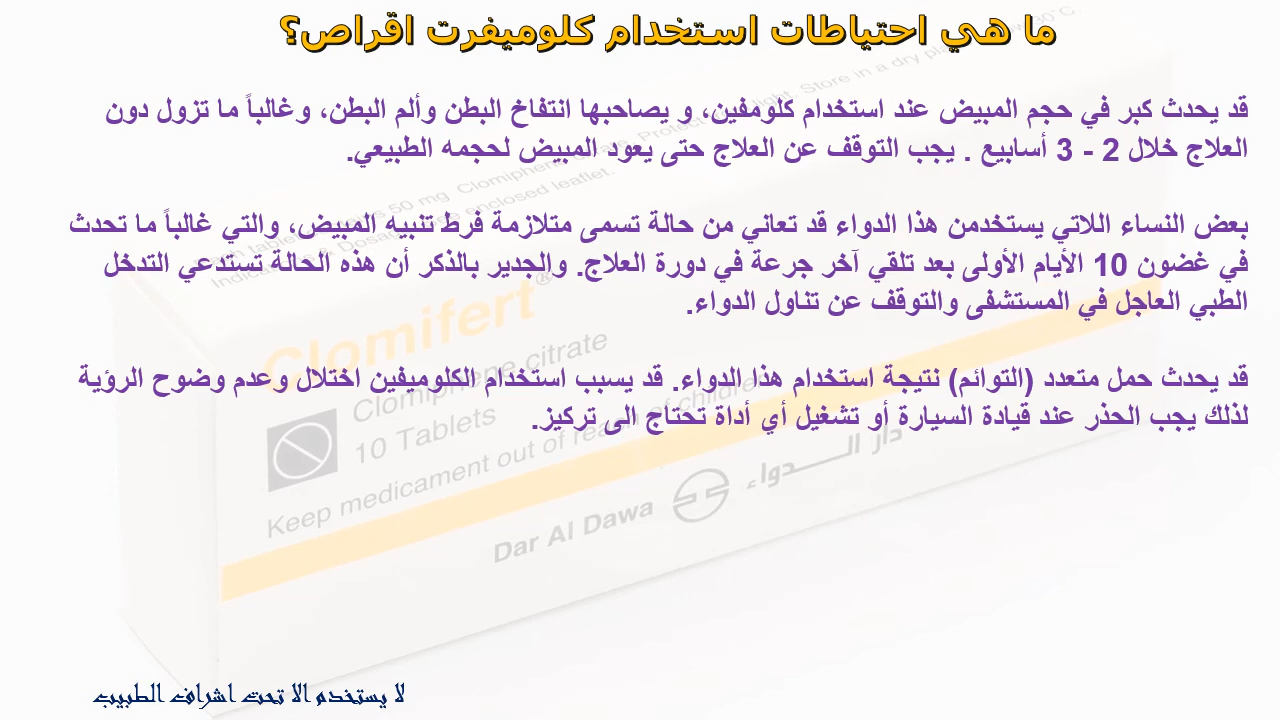 ما هي احتياطات استخدام كلوميفرت اقراص؟
قد يحدث كبر في حجم المبيض عند استخدام كلومفين، و يصاحبها انتفاخ البطن وألم البطن، وغالباً ما تزول دون
العلاج خلال 2 - 3 أسابيع . يجب التوقف عن العلاج حتى يعود المبيض لحجمه الطبيعي.
بعض النساء اللاتي يستخدمن هذا الدواء قد تعاني من حالة تسمى متلازمة فرط تنبيه المبيض، والتي غالباً ما تحدث
في غضون 10 الأيام الأولى بعد تلقي آخر جرعة في دورة العلاج. والجدير بالذكر أن هذه الحالة تستدعي التدخل
الطبي العاجل في المستشفى والتوقف عن تناول الدواء.
قد يحدث حمل متعدد (التوائم) نتيجة استخدام هذا الدواء. قد يسبب استخدام الكلوميفين اختلال وعدم وضوح الرؤية
لذلك يجب الحذر عند قيادة السيارة أو تشغيل أي أداة تحتاج الى تركيز.
Clomifert®
Clomiphene citrate
10 Tablets
Keep medicament out of reach of children
Dar Al Dawa دار الـدواء
لا يستخدم الا تحت اشراف الطبيب